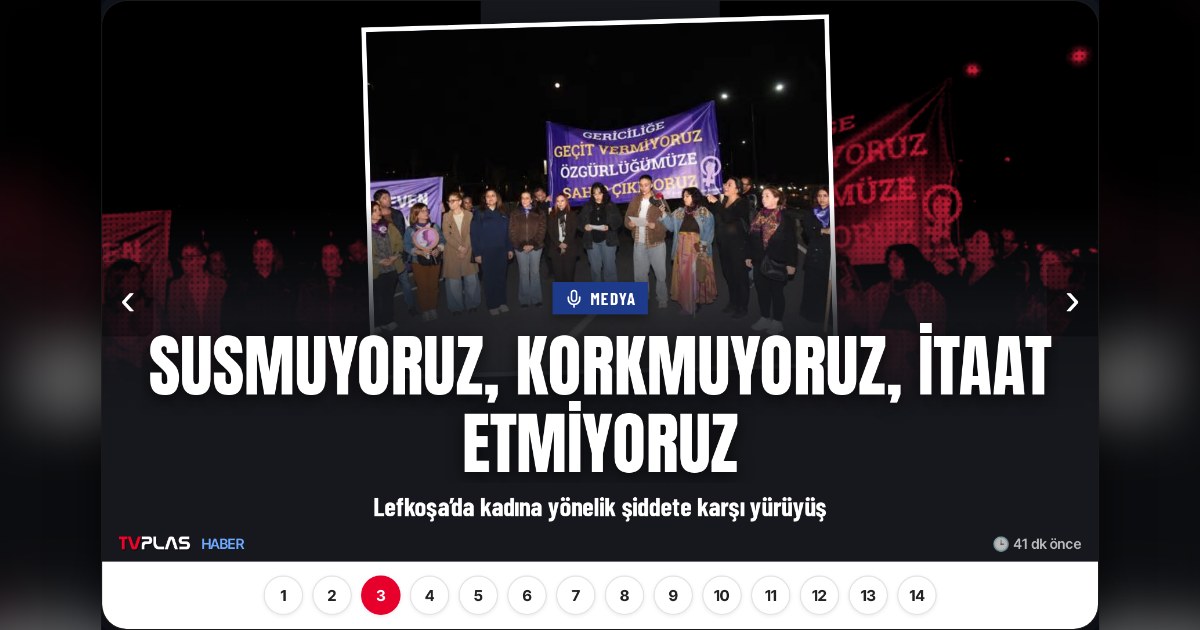 GERİCİLİĞE
GEÇİT VERMİYORUZ
ÖZGÜRLÜĞÜMÜZE
SAHİP ÇIKIYORUZ
MEDYA
SUSMUYORUZ, KORKMUYORUZ, İTAAT
ETMİYORUZ
Lefkoşa’da kadına yönelik şiddete karşı yürüyüş
TVPLAS HABER
41 dk önce
1 2 3 4 5 6 7 8 9 10 11 12 13 14